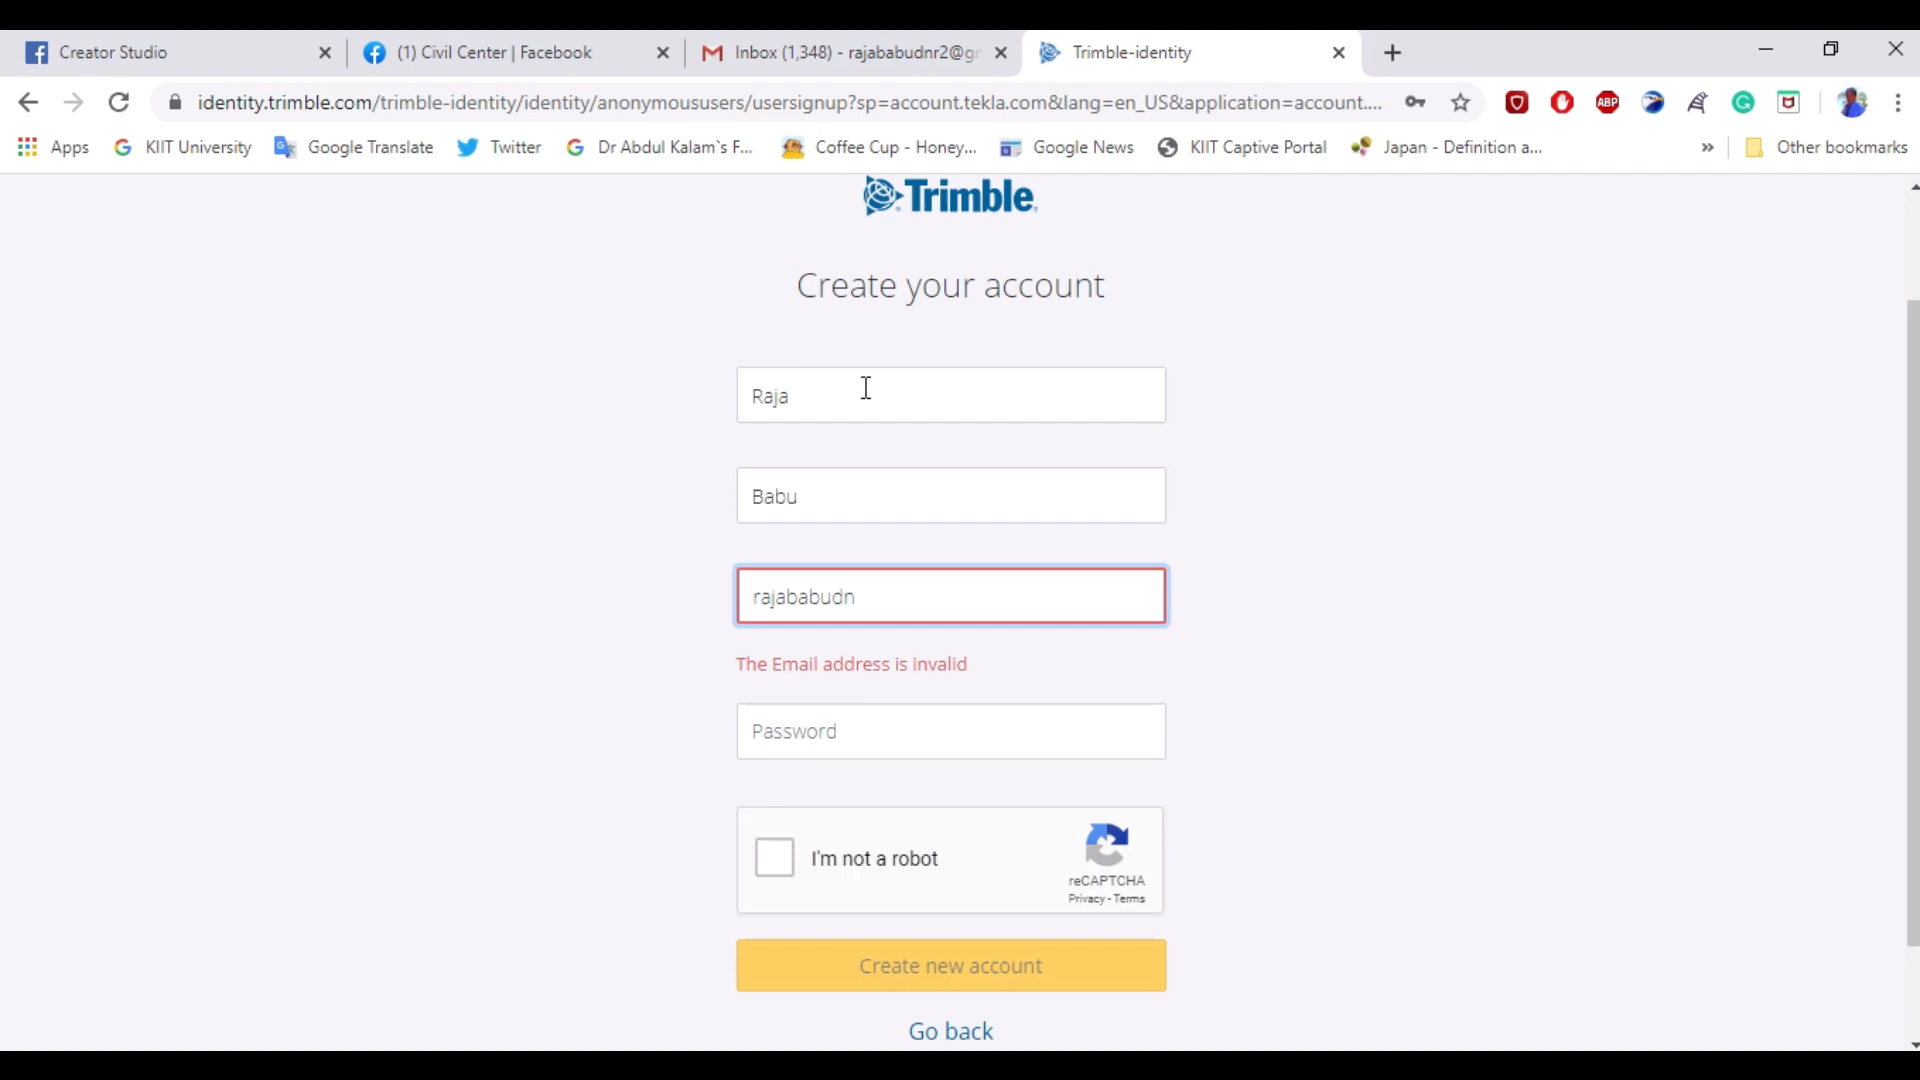 Creator Studio
(1) Civil Center | Facebook
Inbox (1,348) - rajababudnr2@gr
Trimble-identity
identity.trimble.com/trimble-identity/identity/anonymoususers/usersignup?sp=account.tekla.com&lang=en_US&application=account....
ABP
Apps
KIIT University
Google Translate
Twitter
Dr Abdul Kalam`s F...
Coffee Cup - Honey...
Google News
KIIT Captive Portal
Japan - Definition a...
»
Other bookmarks
Trimble
Create your account
Raja
Babu
rajababudn
The Email address is invalid
Password
I'm not a robot
reCAPTCHA
Privacy - Terms
Create new account
Go back